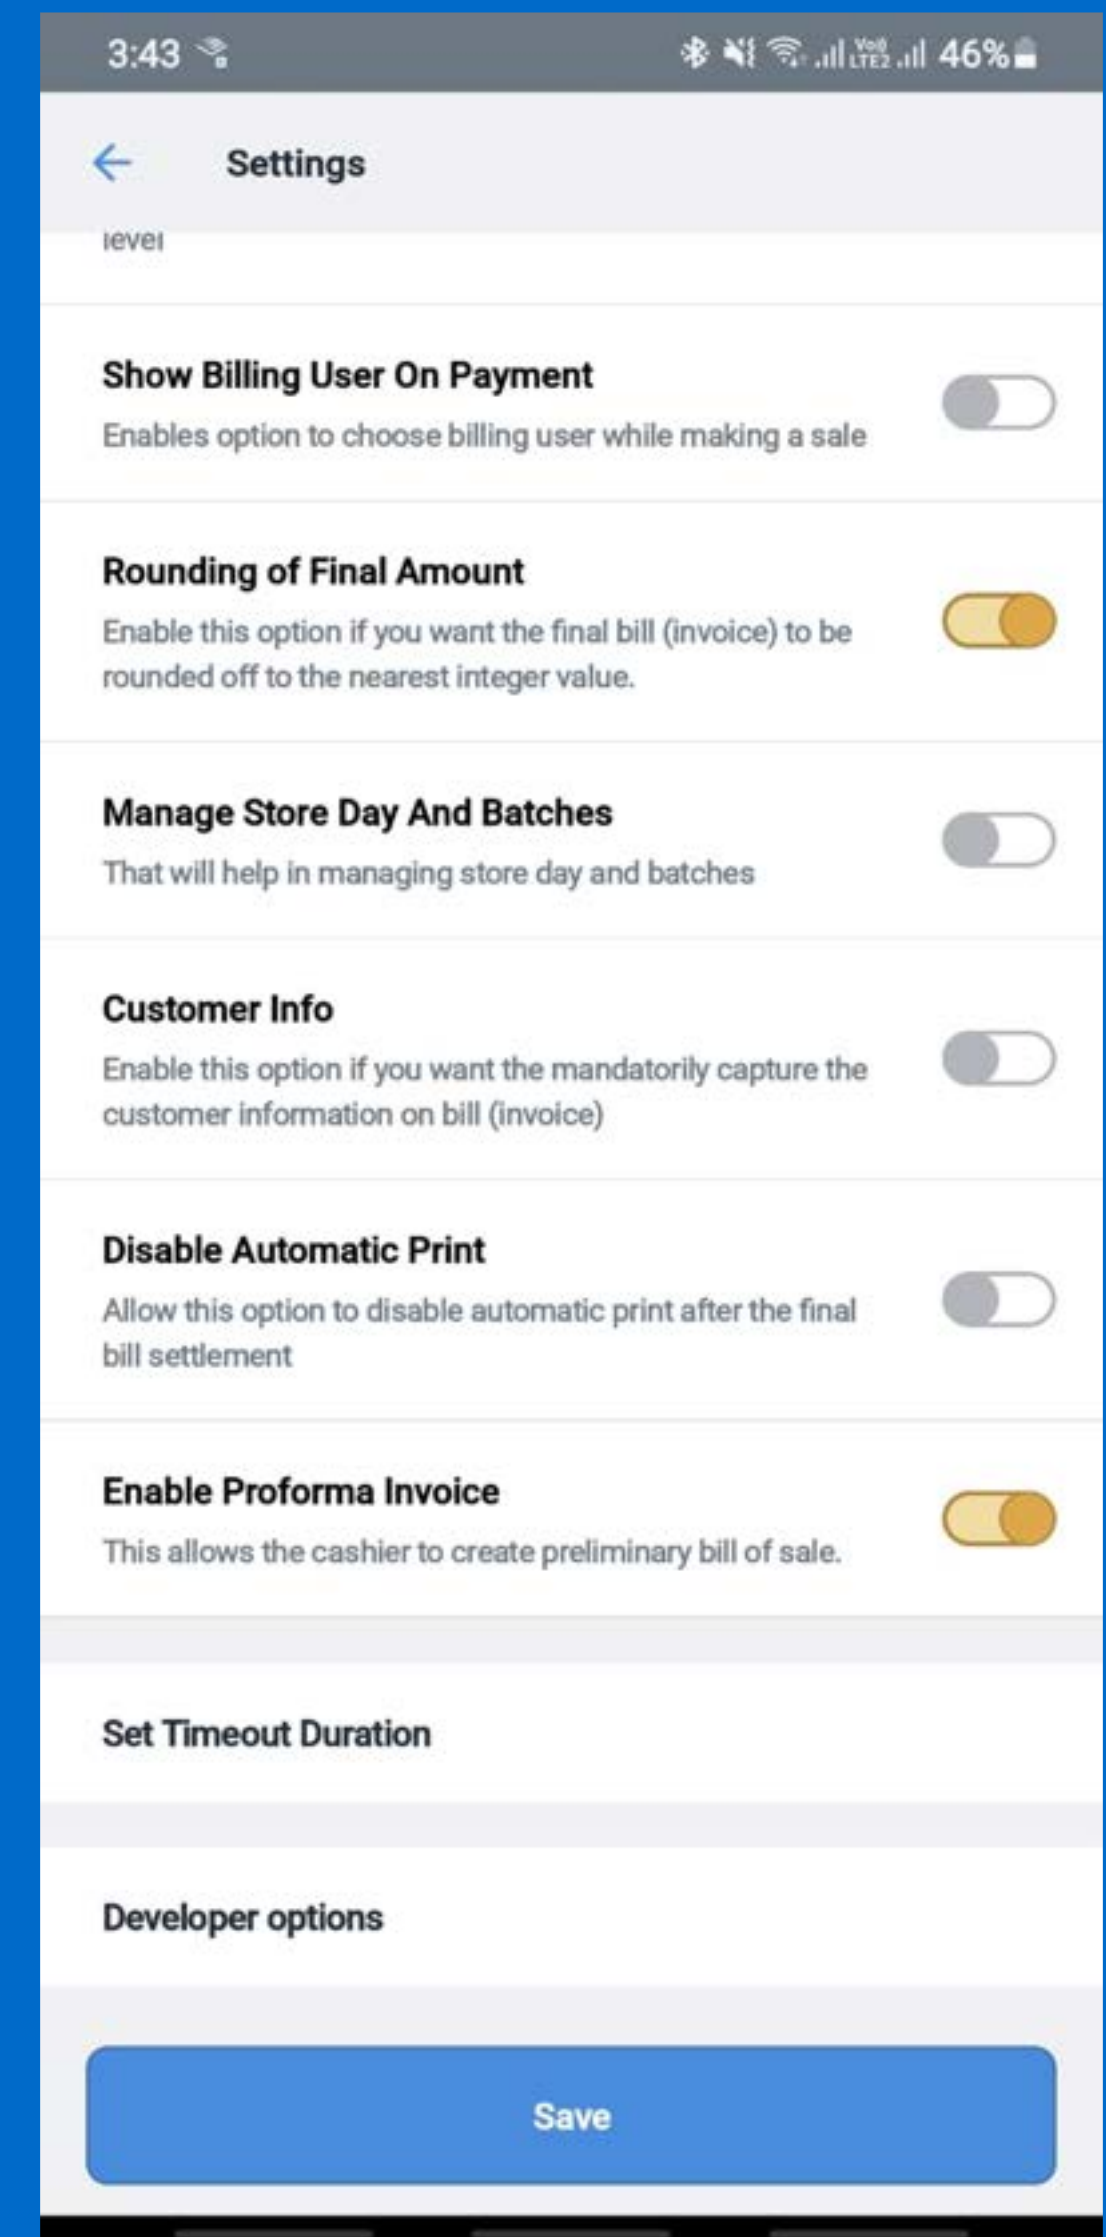 3:43
Vo))
LTE2
46%
Settings
level
Show Billing User On Payment
Enables option to choose billing user while making a sale
Rounding of Final Amount
Enable this option if you want the final bill (invoice) to be
rounded off to the nearest integer value.
Manage Store Day And Batches
That will help in managing store day and batches
Customer Info
Enable this option if you want the mandatorily capture the
customer information on bill (invoice)
Disable Automatic Print
Allow this option to disable automatic print after the final
bill settlement
Enable Proforma Invoice
This allows the cashier to create preliminary bill of sale.
Set Timeout Duration
Developer options
Save